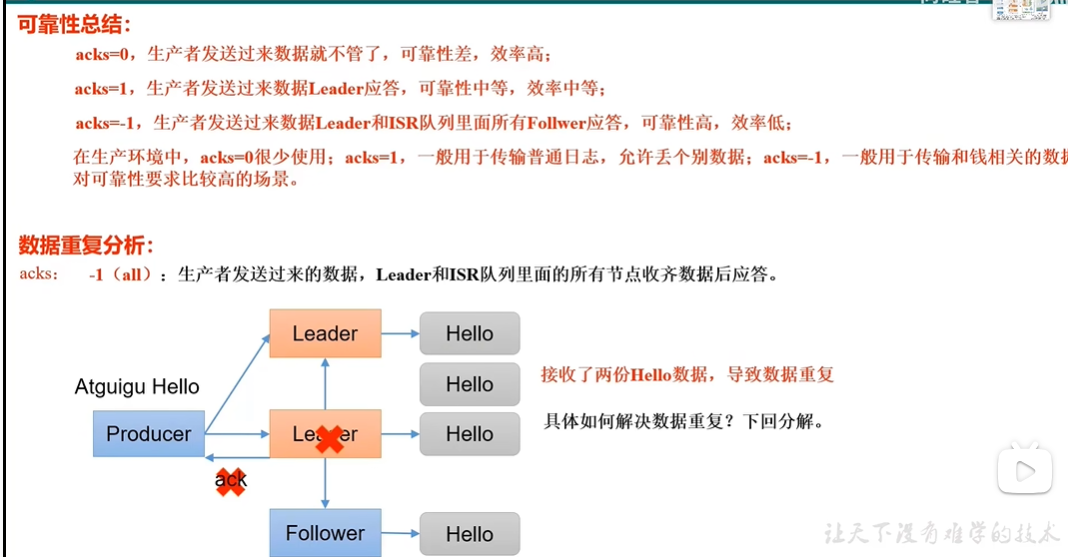 可靠性总结：
acks=0，生产者发送过来数据就不管了，可靠性差，效率高；
acks=1，生产者发送过来数据Leader应答，可靠性中等，效率中等；
acks=-1，生产者发送过来数据Leader和ISR队列里面所有Follwer应答，可靠性高，效率低；
在生产环境中，acks=0很少使用；acks=1，一般用于传输普通日志，允许丢个别数据；acks=-1，一般用于传输和钱相关的数据
对可靠性要求比较高的场景。
数据重复分析：
acks： -1（all）：生产者发送过来的数据，Leader和ISR队列里面的所有节点收齐数据后应答。
Leader
Hello
Hello
接收了两份Hello数据，导致数据重复
Atguigu Hello
Producer
Leader
Hello
具体如何解决数据重复？下回分解。
ack
Follower
Hello
让天下没有难学的技术